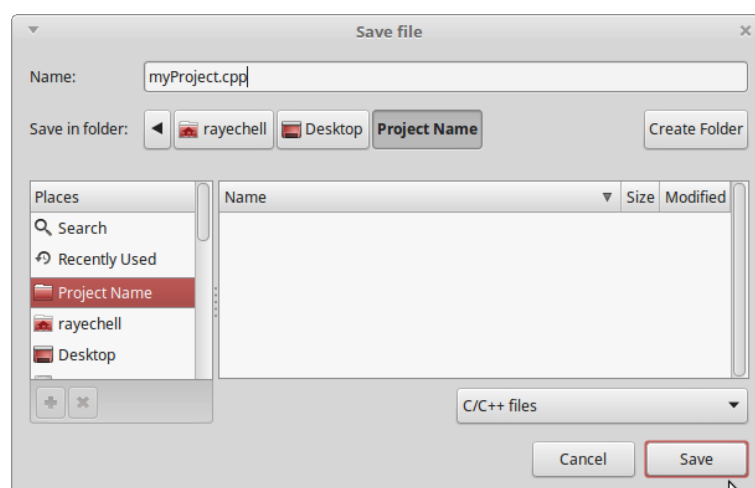 Save file
Name: myProject.cpp
Save in folder: rayechell Desktop Project Name Create Folder
Places Name Size Modified
Search
Recently Used
Project Name
rayechell
Desktop
C/C++ files
Cancel Save